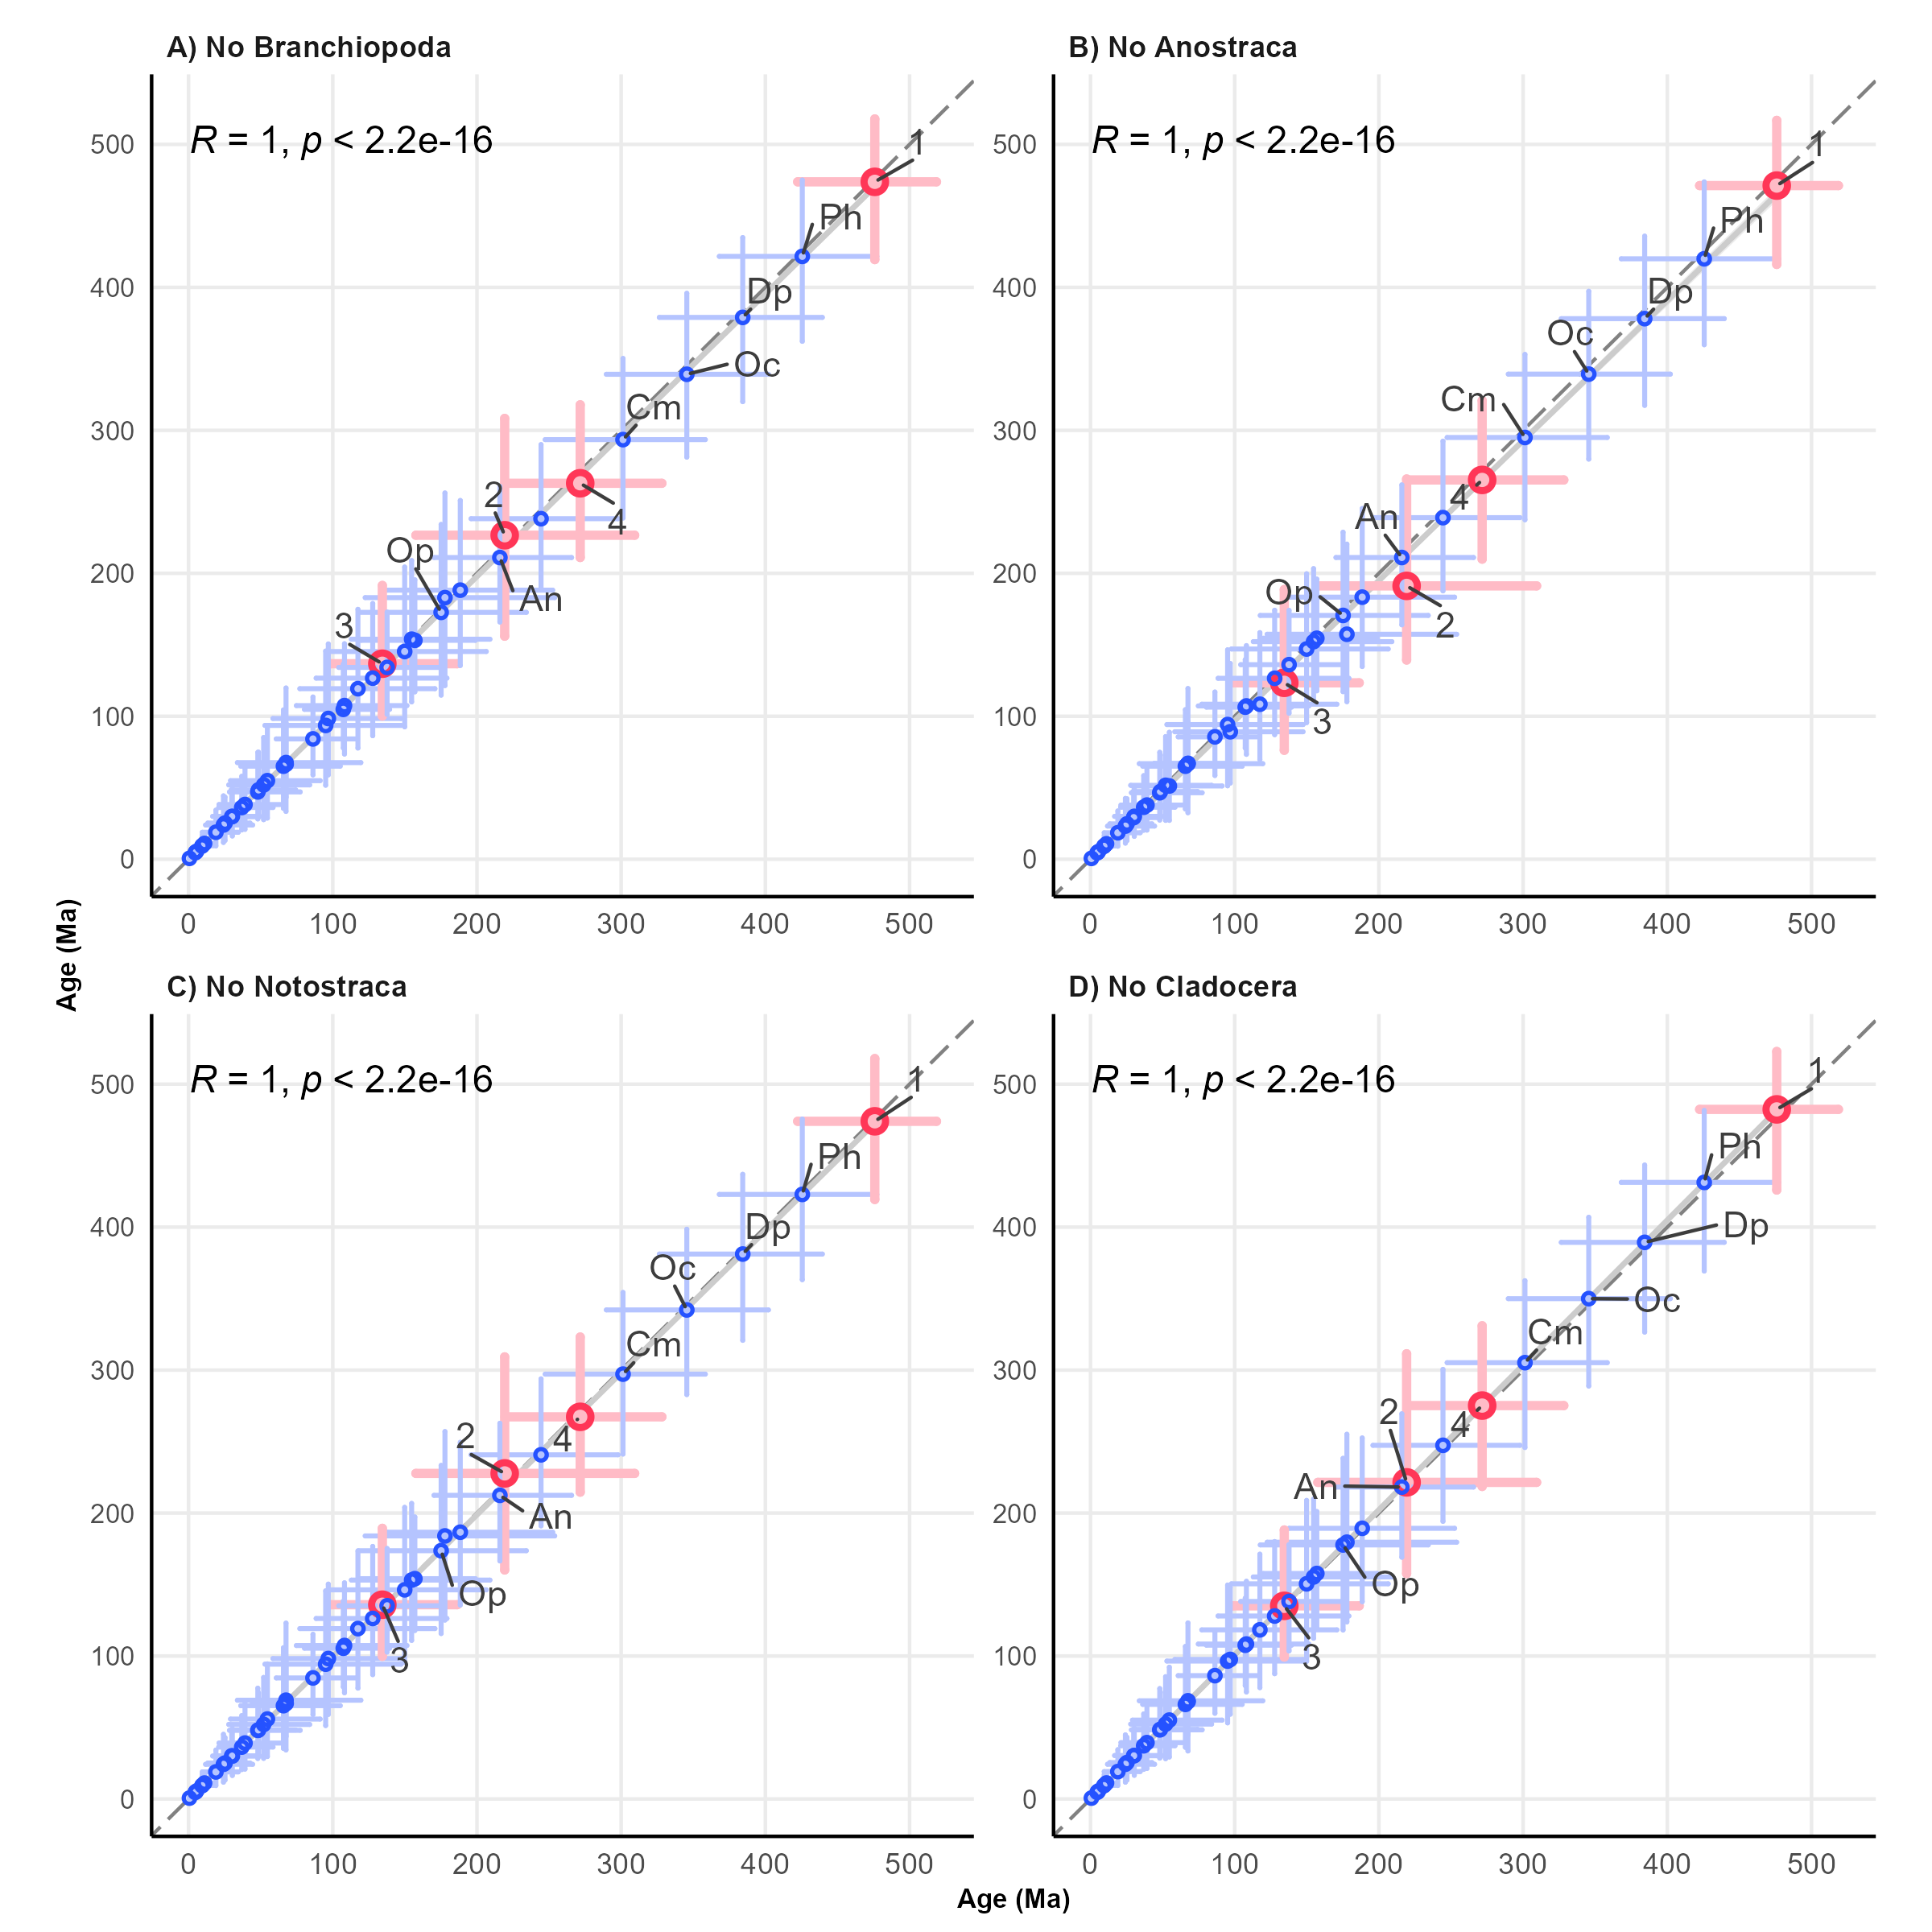 A) No Branchiopoda
R = 1, p < 2.2e-16
1
Ph
Dp
Oc
Cm
2
4
Op
An
3
500
400
300
200
100
0
0 100 200 300 400 500
B) No Anostraca
R = 1, p < 2.2e-16
1
Ph
Dp
Oc
Cm
4
An
Op
2
3
500
400
300
200
100
0
0 100 200 300 400 500
Age (Ma)
C) No Notostraca
R = 1, p < 2.2e-16
1
Ph
Dp
Oc
Cm
2
4
An
Op
3
500
400
300
200
100
0
0 100 200 300 400 500
D) No Cladocera
R = 1, p < 2.2e-16
1
Ph
Dp
Oc
Cm
2
4
An
Op
3
500
400
300
200
100
0
0 100 200 300 400 500
Age (Ma)